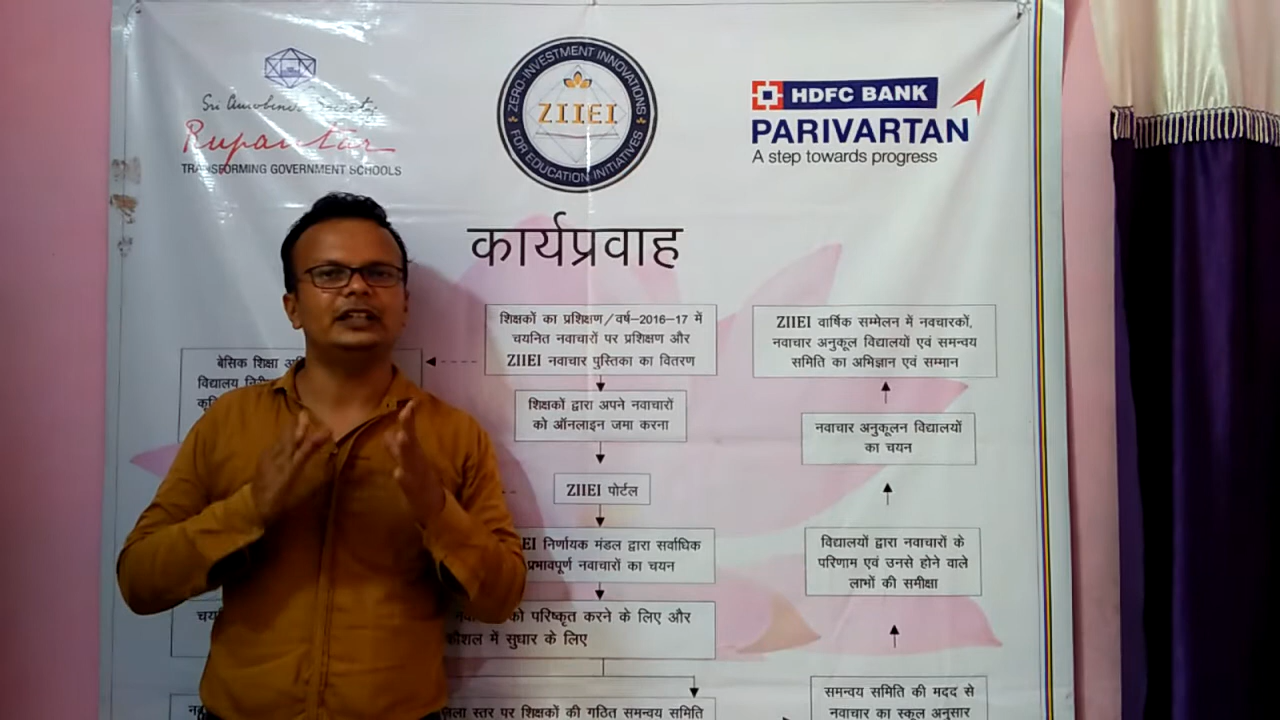 Sri Aurobindo Society
Rupantar
TRANSFORMING GOVERNMENT SCHOOLS
ZERO-INVESTMENT INNOVATIONS
ZIIEI
FOR EDUCATION INITIATIVES
HDFC BANK
PARIVARTAN
A step towards progress
कार्यप्रवाह
बेसिक शिक्षा
विद्यालय
शिक्षकों का प्रशिक्षण/वर्ष–2016–17 में
चयनित नवाचारों पर प्रशिक्षण और
ZIIEI नवाचार पुस्तिका का वितरण
शिक्षकों द्वारा अपने नवाचारों
को ऑनलाइन जमा करना
ZIIEI पोर्टल
EI निर्णायक मंडल द्वारा सर्वाधिक
प्रभावपूर्ण नवाचारों का चयन
को परिष्कृत करने के लिए और
कौशल में सुधार के लिए
स्तर पर शिक्षकों की गठित समन्वय समिति
ZIIEI वार्षिक सम्मेलन में नवचारकों,
नवाचार अनुकूल विद्यालयों एवं समन्वय
समिति का अभिज्ञान एवं सम्मान
नवाचार अनुकूलन विद्यालयों
का चयन
विद्यालयों द्वारा नवाचारों के
परिणाम एवं उनसे होने वाले
लाभों की समीक्षा
समन्वय समिति की मदद से
नवाचार का स्कूल अनुसार